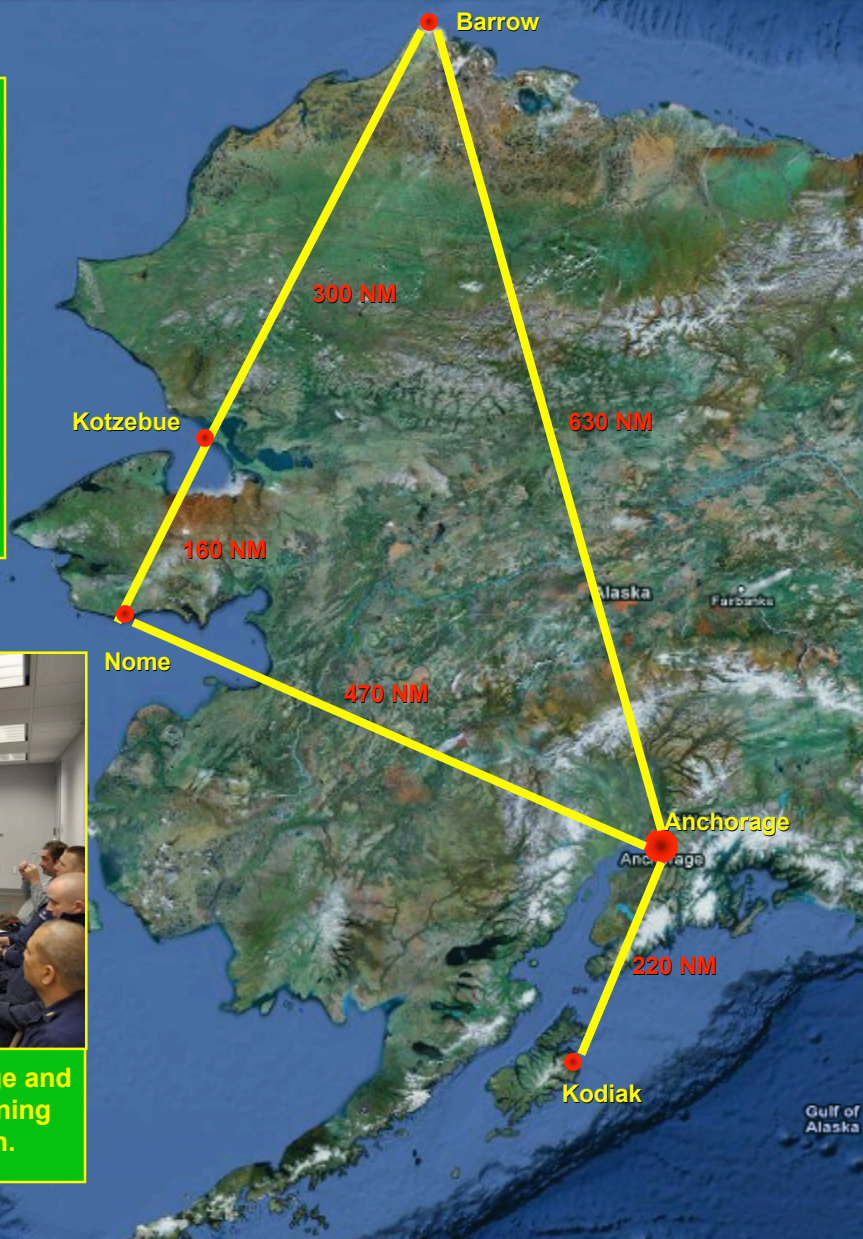 Barrow
300 NM
Kotzebue
630 NM
160 NM
Alaska
Fairbanks
Nome
470 NM
Anchorage
Anchorage
220 NM
ge and
ning
n.
Kodiak
Gulf of
Alaska